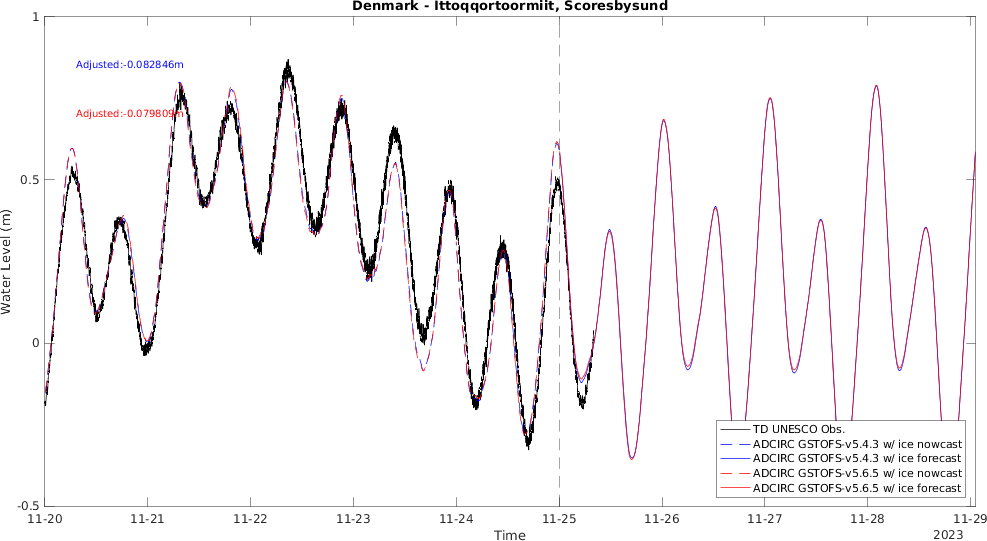 Denmark - Ittoqqortoormiit, Scoresbysund
Adjusted:-0.082846m
Adjusted:-0.079809m
Water Level (m)
1
0.5
0
-0.5
11-20
11-21
11-22
11-23
11-24
11-25
11-26
11-27
11-28
11-29
Time
2023
TD UNESCO Obs.
ADCIRC GSTOFS-v5.4.3 w/ ice nowcast
ADCIRC GSTOFS-v5.4.3 w/ ice forecast
ADCIRC GSTOFS-v5.6.5 w/ ice nowcast
ADCIRC GSTOFS-v5.6.5 w/ ice forecast